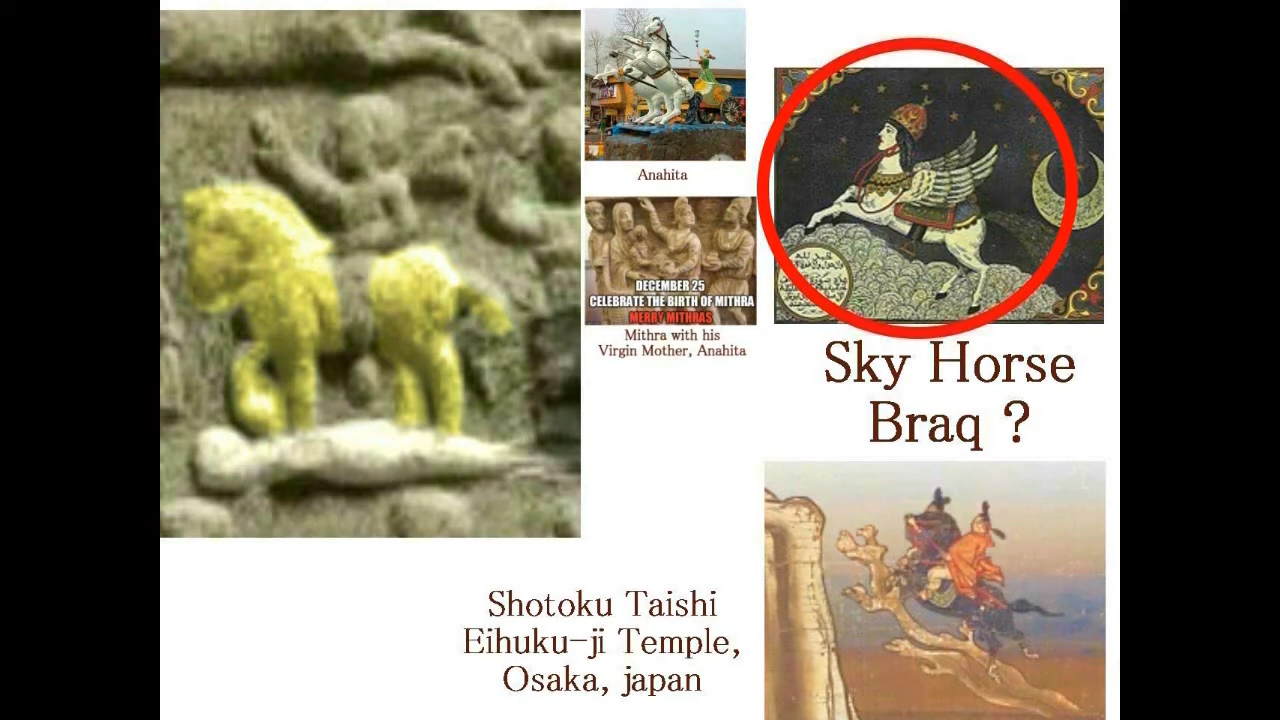 Anahita
DECEMBER 25
CELEBRATE THE BIRTH OF MITHRA
MERRY MITHRAS
Mithra with his
Virgin Mother, Anahita
Sky Horse
Braq ?
Shotoku Taishi
Eihuku-ji Temple,
Osaka, japan